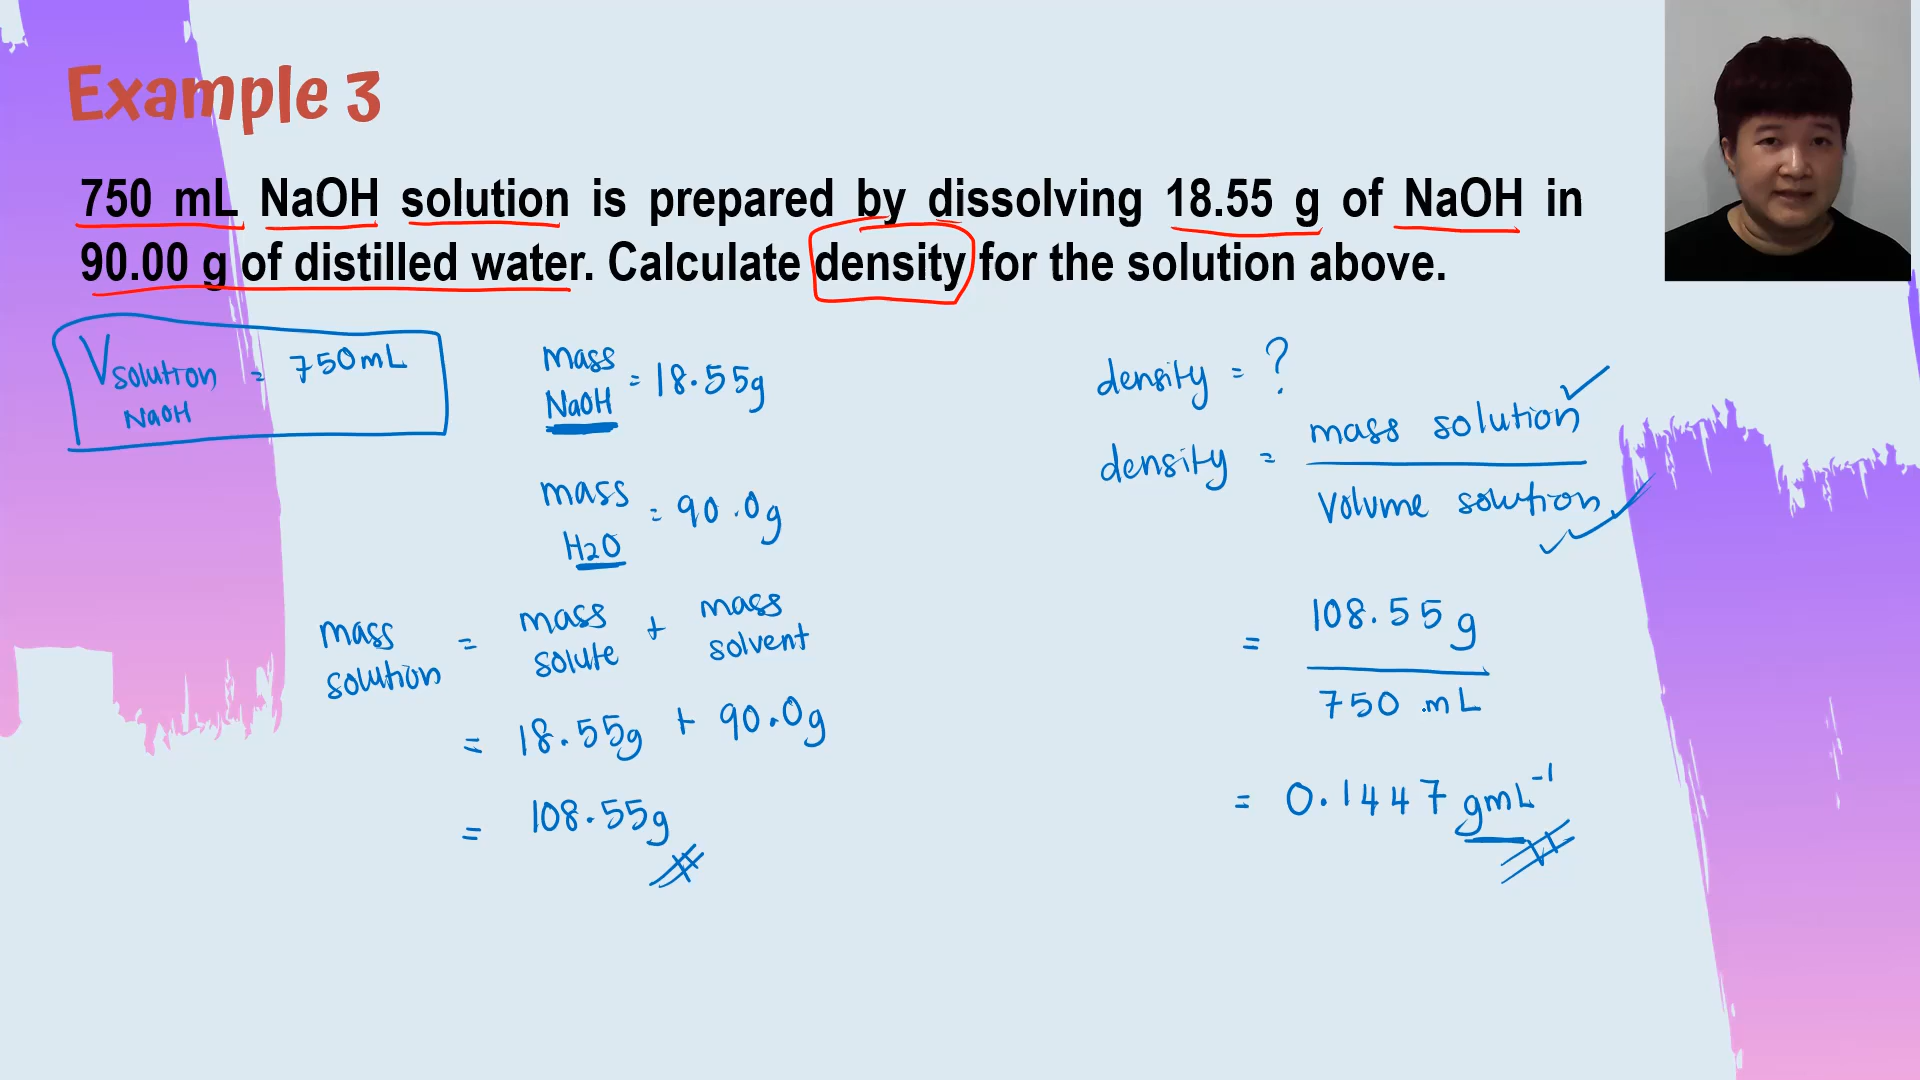 Example 3
750 mL NaOH solution is prepared by dissolving 18.55 g of NaOH in
90.00 g of distilled water. Calculate density for the solution above.
Vsolution NaOH = 750mL
mass NaOH = 18.55g
mass H2O = 90.0g
mass solution = mass solute + mass solvent
= 18.55g + 90.0g
= 108.55g
density = ?
density = mass solution
volume solution
= 108.55 g
750 mL
= 0.1447 gmL⁻¹